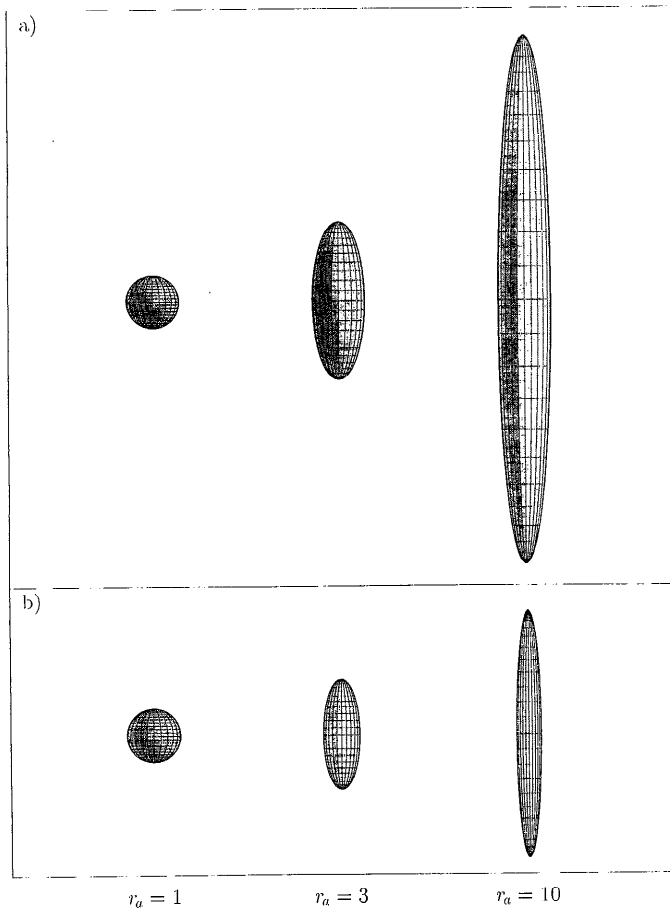 a)
b)
r_a = 1
r_a = 3
r_a = 10